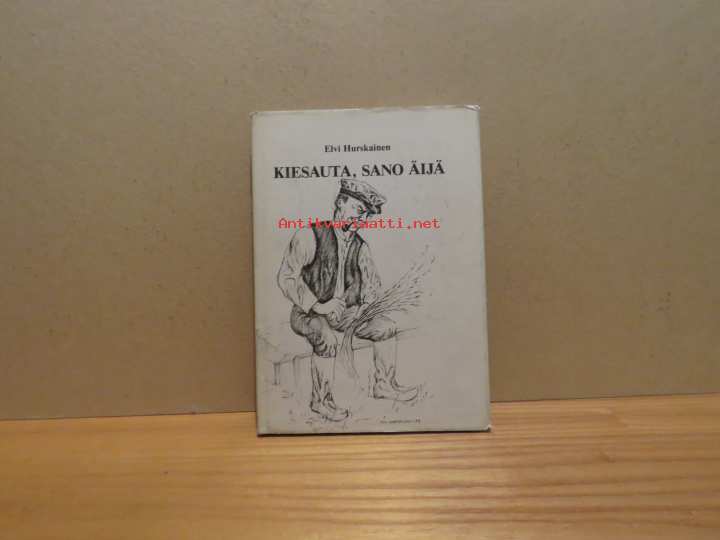 Elvi Hurskainen
KIESAUTA, SANO ÄIJÄ
Antikvariaatti.net